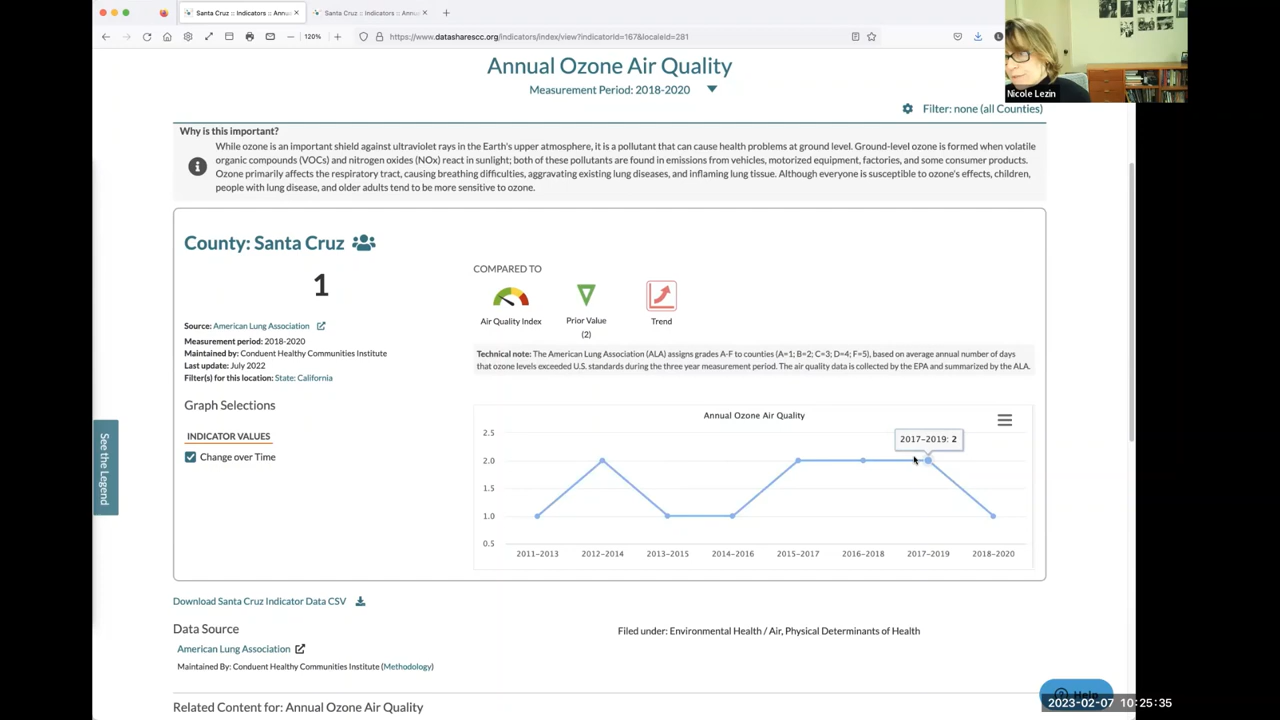 Santa Cruz :: Indicators :: Annu
Santa Cruz :: Indicators :: Annu
120%
https://www.datasharescc.org/indicators/index/view?indicatorId=167&localeId=281
Nicole Lezin
Annual Ozone Air Quality
Measurement Period: 2018-2020
Filter: none (all Counties)
Why is this important?
While ozone is an important shield against ultraviolet rays in the Earth's upper atmosphere, it is a pollutant that can cause health problems at ground level. Ground-level ozone is formed when volatile
organic compounds (VOCs) and nitrogen oxides (NOx) react in sunlight; both of these pollutants are found in emissions from vehicles, motorized equipment, factories, and some consumer products.
Ozone primarily affects the respiratory tract, causing breathing difficulties, aggravating existing lung diseases, and inflaming lung tissue. Although everyone is susceptible to ozone's effects, children,
people with lung disease, and older adults tend to be more sensitive to ozone.
County: Santa Cruz
1
Source: American Lung Association
Measurement period: 2018-2020
Maintained by: Conduent Healthy Communities Institute
Last update: July 2022
Filter(s) for this location: State: California
COMPARED TO
Air Quality Index
Prior Value
(2)
Trend
Technical note: The American Lung Association (ALA) assigns grades A-F to counties (A=1; B=2; C=3; D=4; F=5), based on average annual number of days
that ozone levels exceeded U.S. standards during the three year measurement period. The air quality data is collected by the EPA and summarized by the ALA.
Graph Selections
INDICATOR VALUES
Change over Time
See the Legend
Annual Ozone Air Quality
2017-2019: 2
2.5
2.0
1.5
1.0
0.5
2011-2013
2012-2014
2013-2015
2014-2016
2015-2017
2016-2018
2017-2019
2018-2020
Download Santa Cruz Indicator Data CSV
Data Source
American Lung Association
Maintained By: Conduent Healthy Communities Institute (Methodology)
Filed under: Environmental Health / Air, Physical Determinants of Health
Related Content for: Annual Ozone Air Quality
Help
2023-02-07 10:25:35